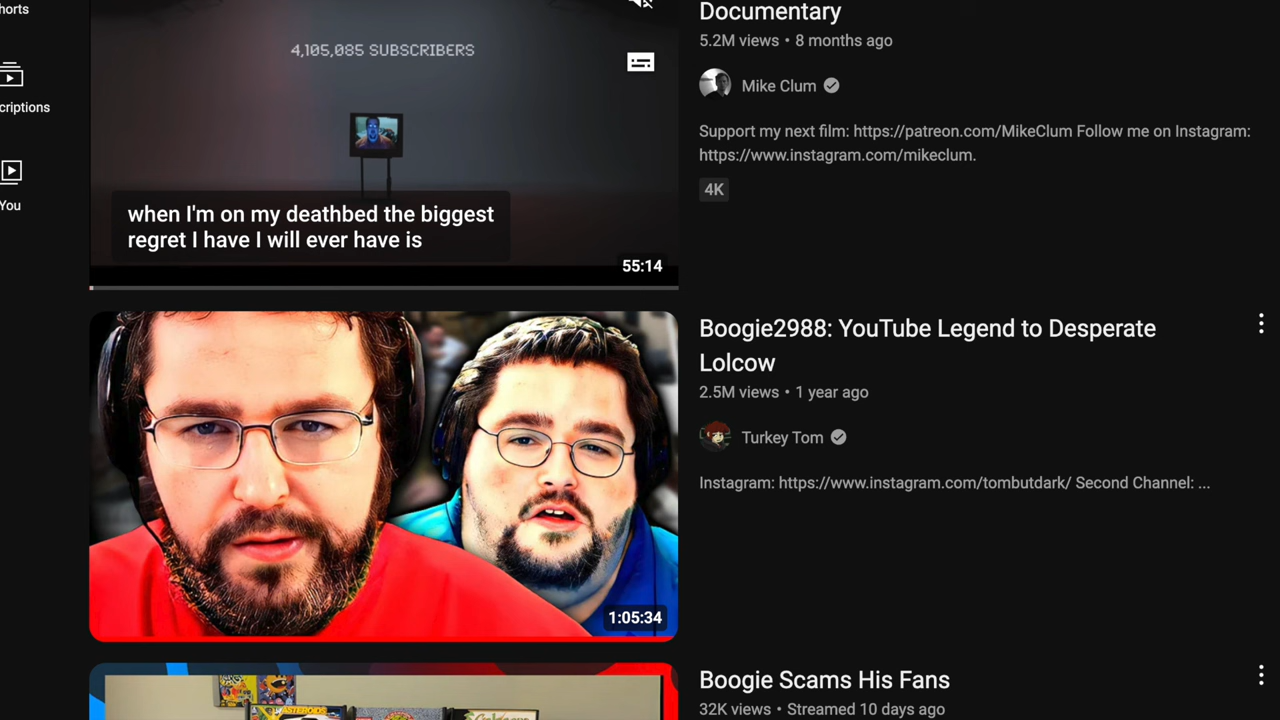 horts
criptions
You
4,105,085 SUBSCRIBERS
when I'm on my deathbed the biggest
regret I have I will ever have is
55:14
Documentary
5.2M views • 8 months ago
Mike Clum
Support my next film: https://patreon.com/MikeClum Follow me on Instagram:
https://www.instagram.com/mikeclum.
4K
1:05:34
Boogie2988: YouTube Legend to Desperate
Lolcow
2.5M views • 1 year ago
Turkey Tom
Instagram: https://www.instagram.com/tombutdark/ Second Channel: ...
ASTEROIDS
Boogie Scams His Fans
32K views • Streamed 10 days ago